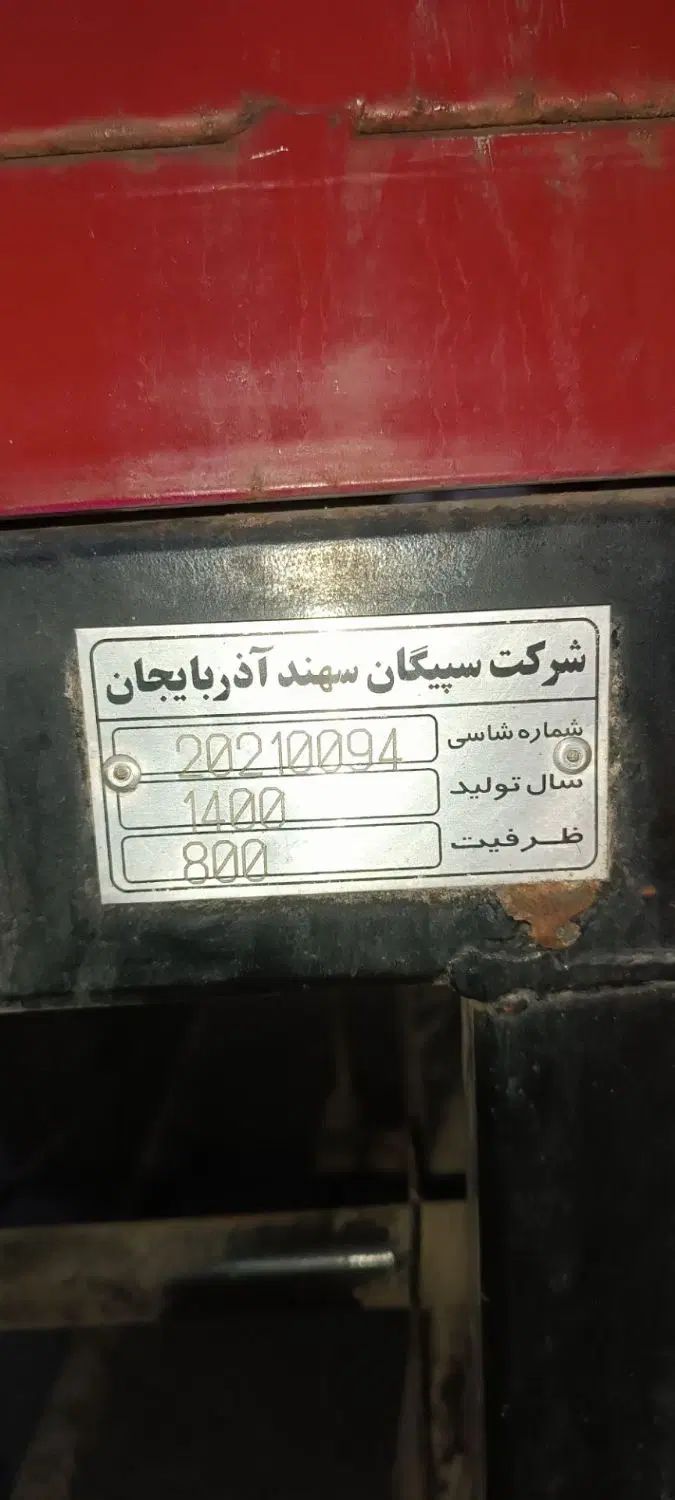 شرکت سپیگان سهند آذربایجان
شماره شاسی 20210094
سال تولید 1400
ظرفیت 800